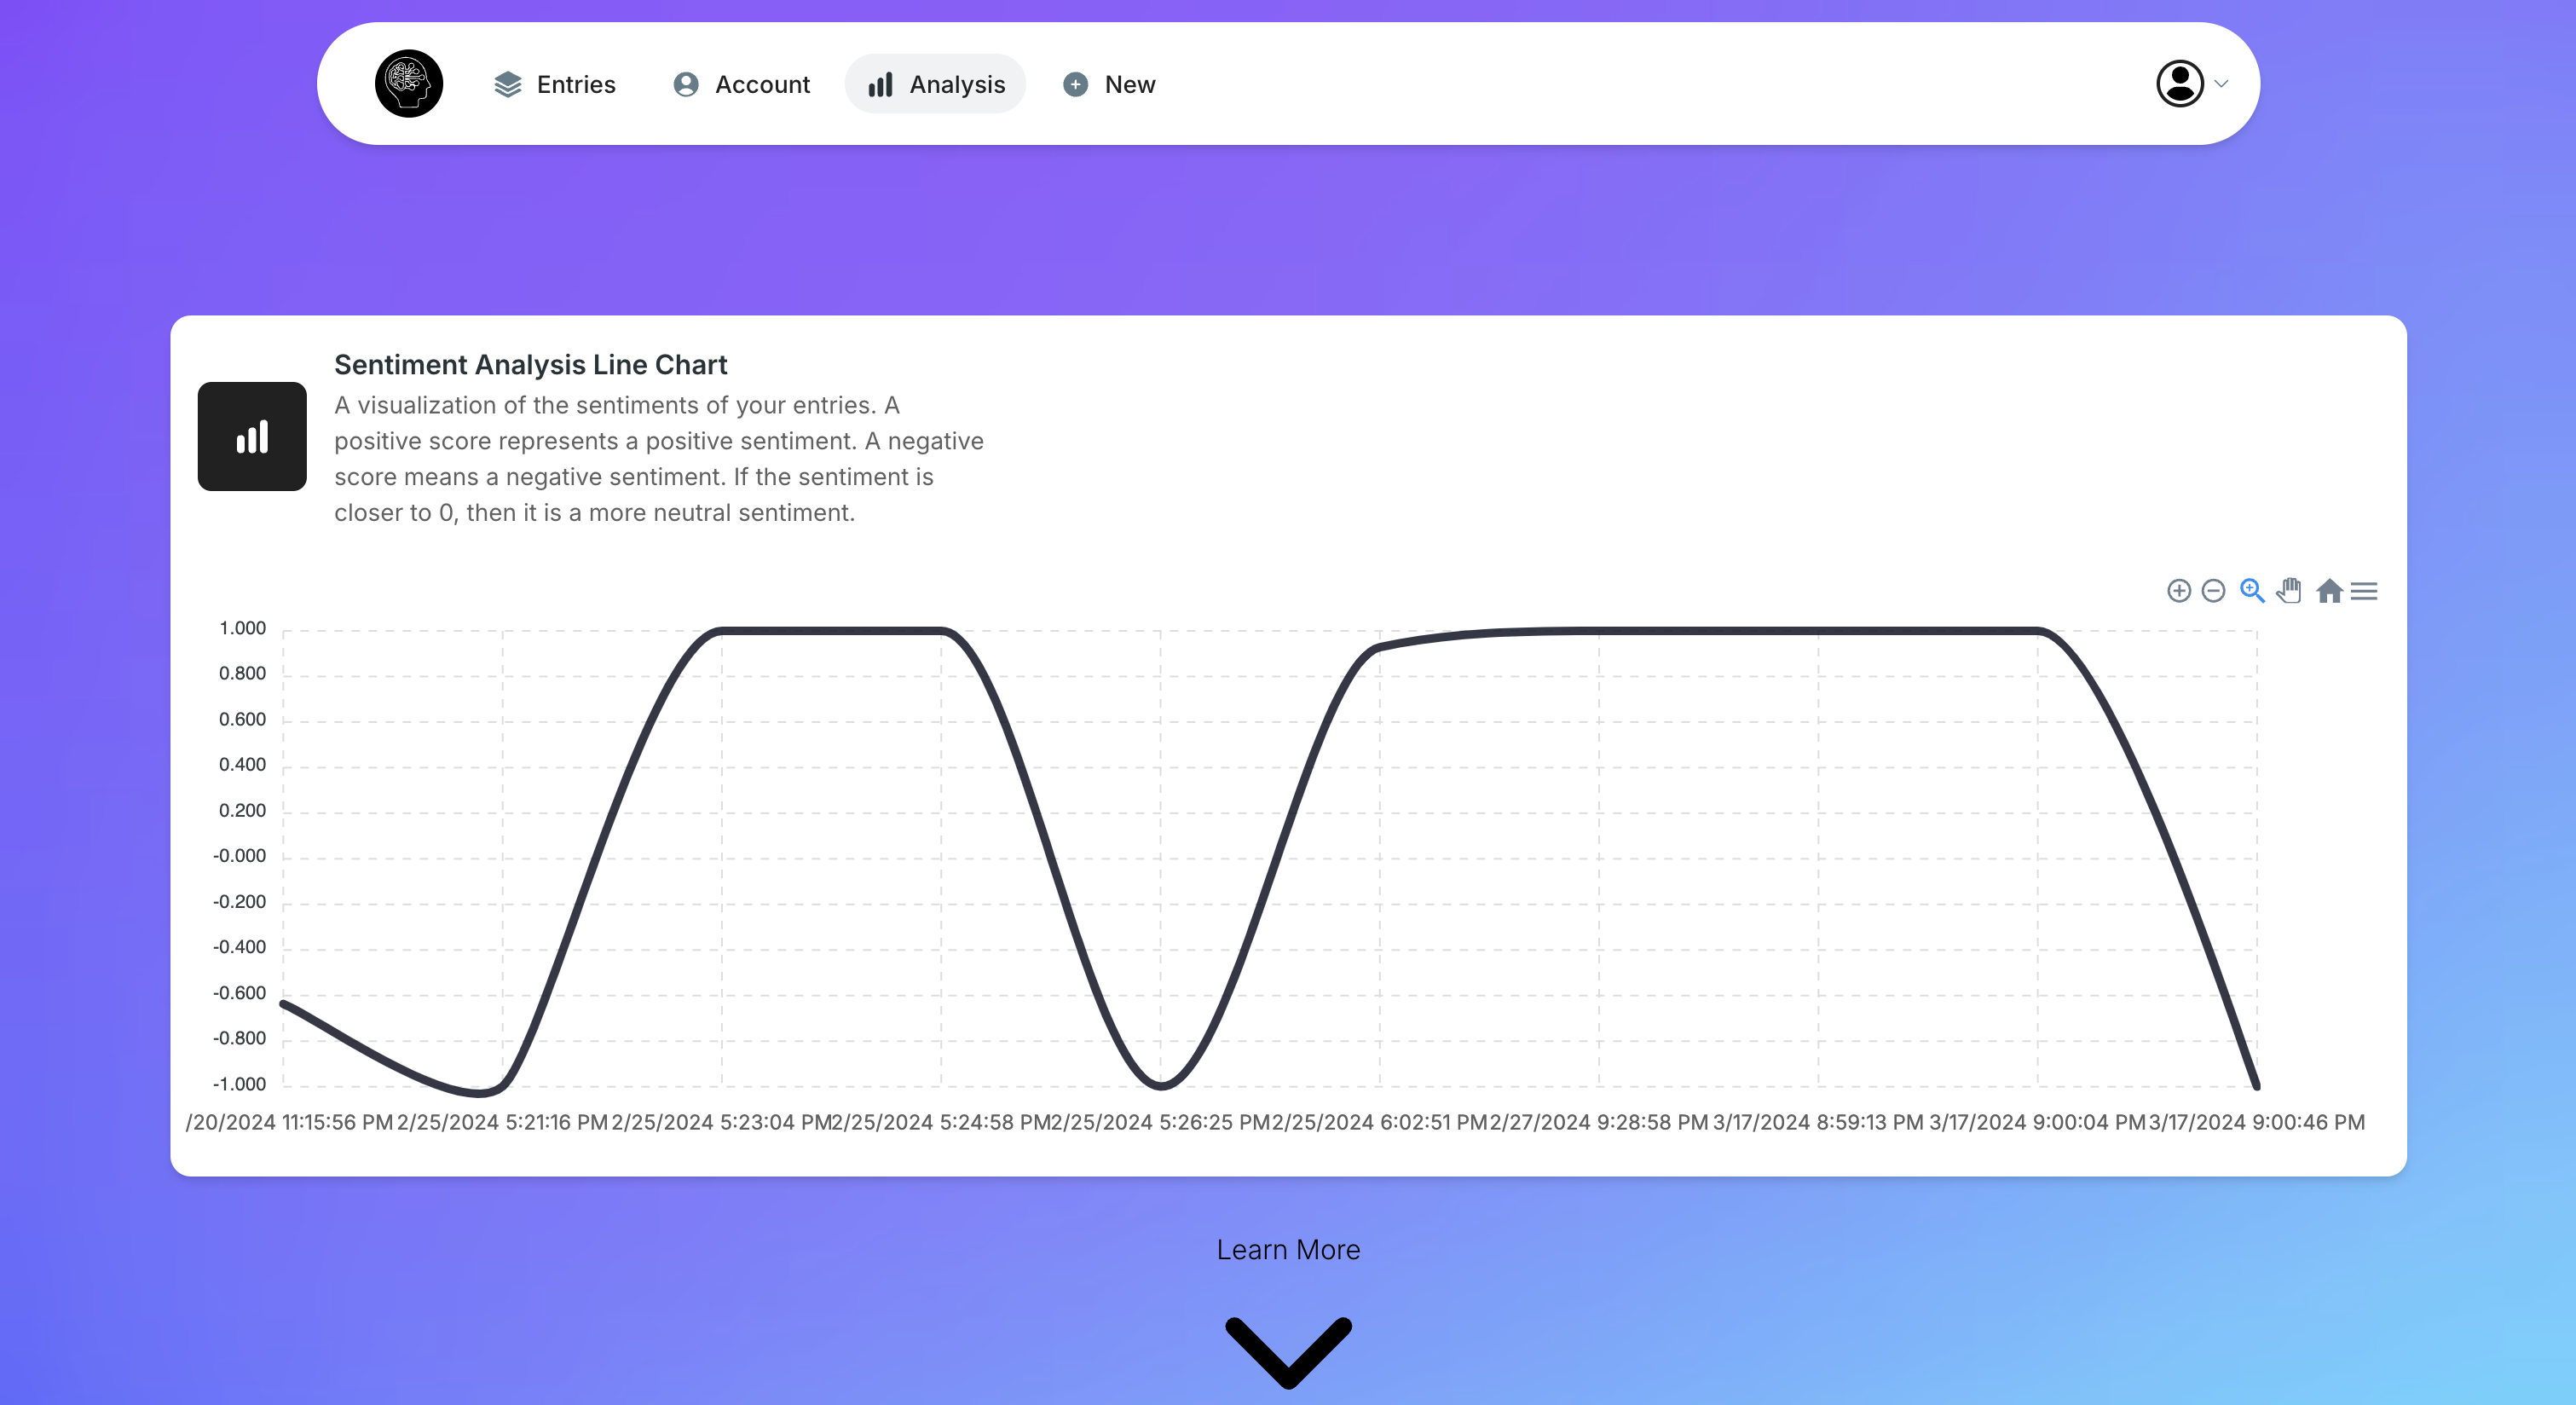 Entries
Account
Analysis
New
Sentiment Analysis Line Chart
A visualization of the sentiments of your entries. A
positive score represents a positive sentiment. A negative
score means a negative sentiment. If the sentiment is
closer to 0, then it is a more neutral sentiment.
1.000
0.800
0.600
0.400
0.200
-0.000
-0.200
-0.400
-0.600
-0.800
-1.000
/20/2024 11:15:56 PM 2/25/2024 5:21:16 PM 2/25/2024 5:23:04 PM 2/25/2024 5:24:58 PM 2/25/2024 5:26:25 PM 2/25/2024 6:02:51 PM 2/27/2024 9:28:58 PM 3/17/2024 8:59:13 PM 3/17/2024 9:00:04 PM 3/17/2024 9:00:46 PM
Learn More